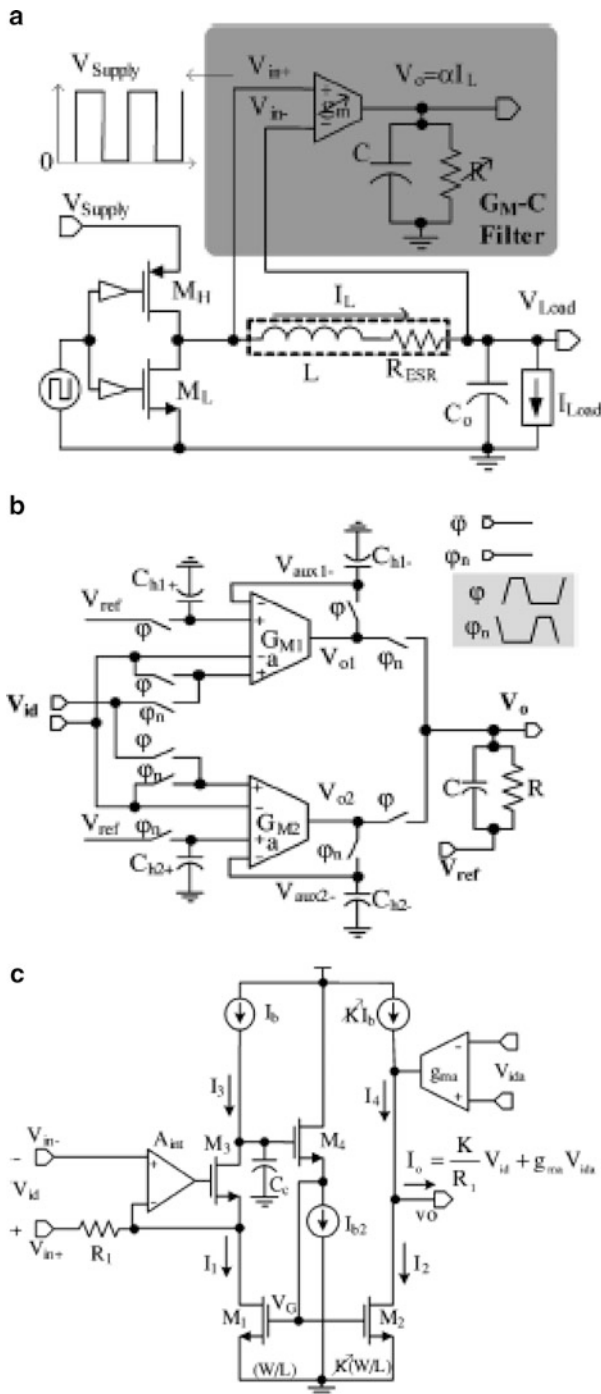 a
V_Supply
0
V_in+
V_in-
+
g_m
−
V_o=αI_L
C
R
G_M-C
Filter
V_Supply
M_H
M_L
I_L
L
R_ESR
V_Load
C_o
I_Load
b
C_h1+
V_aux1-
C_h1-
φ
φ_n
V_ref
φ
−
+
G_M1
φ
φ
φ_n
−
a
V_o1
φ_n
φ
φ_n
+
V_id
V_o
φ
φ_n
+
V_o2
φ
C
R
−
G_M2
V_ref
φ_n
+
a
φ_n
V_ref
−
C_h2+
V_aux2-
C_h2-
c
I_b
KI_b
I_3
−
g_ma
V_ida
I_4
+
V_in-
A_int
M_3
M_4
−
+
V_id
C_c
I_o = K/R_1 V_id + g_ma V_ida
+
−
vo
V_in+
R_1
I_b2
I_1
I_2
M_1
V_G
M_2
(W/L)
K(W/L)